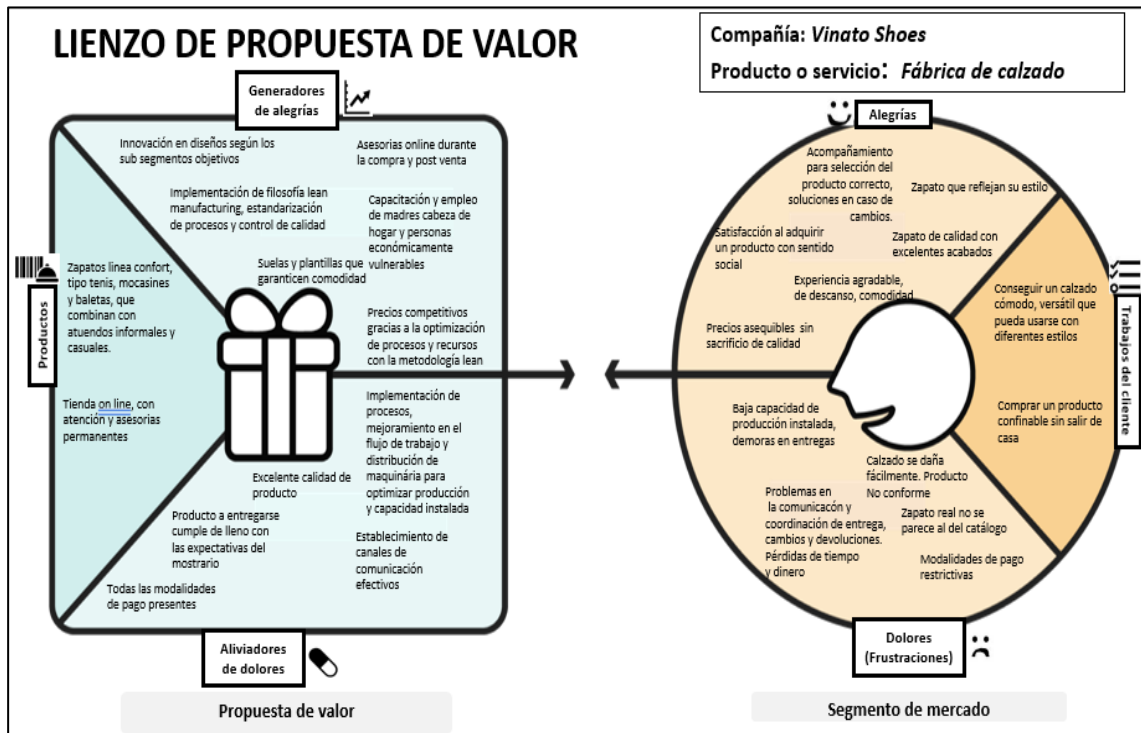 LIENZO DE PROPUESTA DE VALOR
Compañía: Vinato Shoes
Producto o servicio: Fábrica de calzado
Generadores
de alegrías
Innovación en diseños según los
sub segmentos objetivos
Asesorias online durante
la compra y post venta
Implementación de filosofía lean
manufacturing, estandarización
de procesos y control de calidad
Capacitación y empleo
de madres cabeza de
hogar y personas
económicamente
vulnerables
Suelas y plantillas que
garanticen comodidad
Precios competitivos
gracias a la optimización
de procesos y recursos
con la metodología lean
Productos
Zapatos linea confort,
tipo tenis, mocasines
y baletas, que
combinan con
atuendos informales y
casuales.
Tienda on line, con
atención y asesorias
permanentes
Implementación de
procesos,
mejoramiento en el
flujo de trabajo y
distribución de
maquinária para
optimizar producción
y capacidad instalada
Excelente calidad de
producto
Producto a entregarse
cumple de lleno con
las expectativas del
mostrario
Establecimiento de
canales de
comunicación
efectivos
Todas las modalidades
de pago presentes
Aliviadores
de dolores
Propuesta de valor
Alegrías
Acompañamiento
para selección del
producto correcto,
soluciones en caso de
cambios.
Zapato que reflejan su estilo
Satisfacción al adquirir
un producto con sentido
social
Zapato de calidad con
excelentes acabados
Experiencia agradable,
de descanso, comodidad
Precios asequibles sin
sacrificio de calidad
Trabajos del cliente
Conseguir un calzado
cómodo, versátil que
pueda usarse con
diferentes estilos
Comprar un producto
confinable sin salir de
casa
Baja capacidad de
producción instalada,
demoras en entregas
Calzado se daña
fácilmente. Producto
No conforme
Problemas en
la comunicacón y
coordinación de entrega,
cambios y devoluciones.
Pérdidas de tiempo
y dinero
Zapato real no se
parece al del catálogo
Modalidades de pago
restrictivas
Dolores
(Frustraciones)
Segmento de mercado